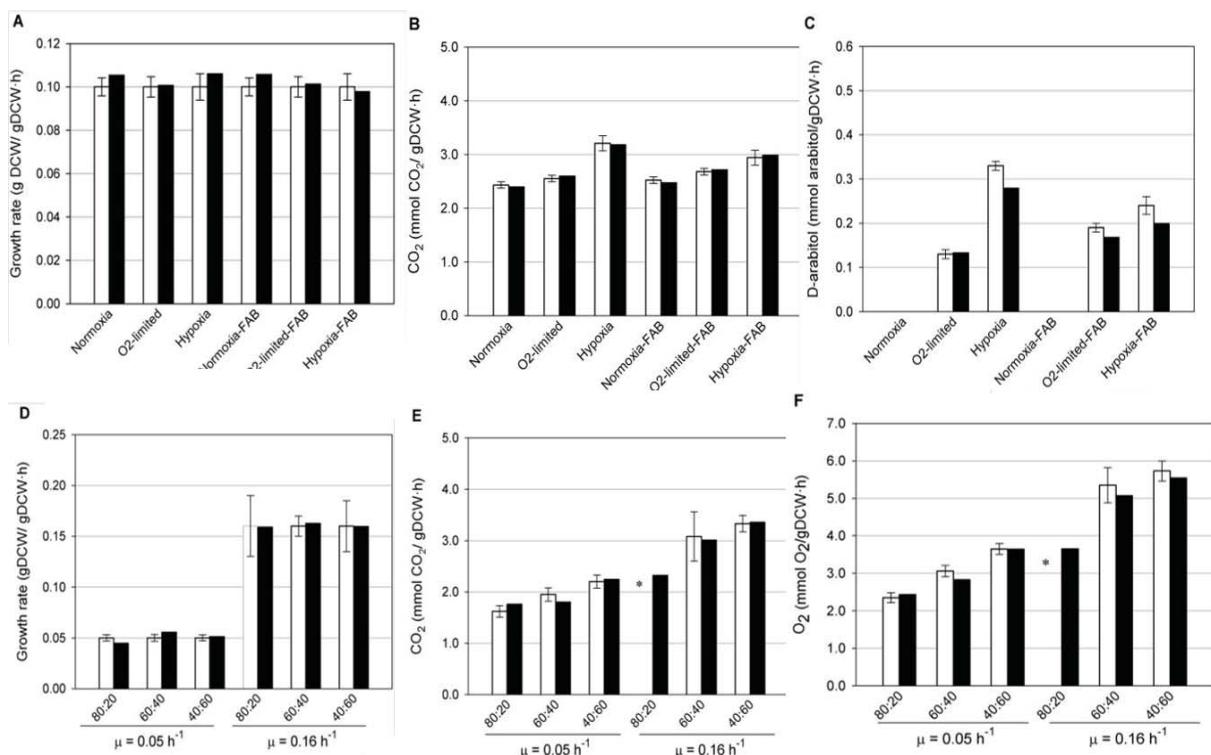 A
Growth rate (g DCW/ gDCW·h)
0.12
0.10
0.08
0.06
0.04
0.02
0.00
Normoxia
O2-limited
Hypoxia
Normoxia-FAB
O2-limited-FAB
Hypoxia-FAB
B
CO₂ (mmol CO₂/ gDCW·h)
5.0
4.0
3.0
2.0
1.0
0.0
Normoxia
O2-limited
Hypoxia
Normoxia-FAB
O2-limited-FAB
Hypoxia-FAB
C
D-arabitol (mmol arabitol/gDCW·h)
0.6
0.5
0.4
0.3
0.2
0.1
0.0
Normoxia
O2-limited
Hypoxia
Normoxia-FAB
O2-limited-FAB
Hypoxia-FAB
D
Growth rate (gDCW/ gDCW·h)
0.25
0.20
0.15
0.10
0.05
0.00
80:20
60:40
40:60
80:20
60:40
40:60
μ = 0.05 h⁻¹
μ = 0.16 h⁻¹
E
CO₂ (mmol CO₂/ gDCW·h)
5.0
4.0
3.0
2.0
1.0
0.0
*
80:20
60:40
40:60
80:20
60:40
40:60
μ = 0.05 h⁻¹
μ = 0.16 h⁻¹
F
O₂ (mmol O₂/gDCW·h)
7.0
6.0
5.0
4.0
3.0
2.0
1.0
0.0
*
80:20
60:40
40:60
80:20
60:40
40:60
μ = 0.05 h⁻¹
μ = 0.16 h⁻¹